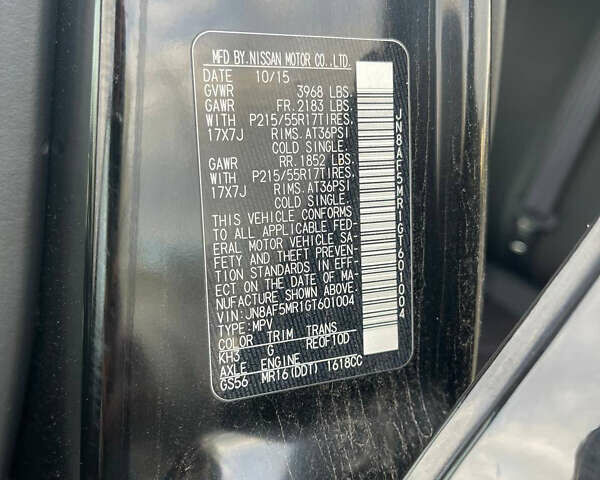 MFD BY.NISSAN MOTOR CO.,LTD.
DATE 10/15
GVWR 3968 LBS.
GAWR FR.2183 LBS.
WITH P215/55R17TIRES.
17X7J RIMS.AT36PSI
COLD SINGLE.
GAWR RR.1852 LBS.
WITH P215/55R17TIRES.
17X7J RIMS.AT36PSI
COLD SINGLE.
THIS VEHICLE CONFORMS
TO ALL APPLICABLE FED-
ERAL MOTOR VEHICLE SA-
FETY AND THEFT PREVEN-
TION STANDARDS IN EFF-
ECT ON THE DATE OF MA-
NUFACTURE SHOWN ABOVE.
VIN:JN8AF5MR1GT601004
TYPE:MPV
COLOR TRIM TRANS
KH3 G REOF10D
AXLE ENGINE
GS56 MR16(DDT) 1618CC
JN8AF5MR1GT601004